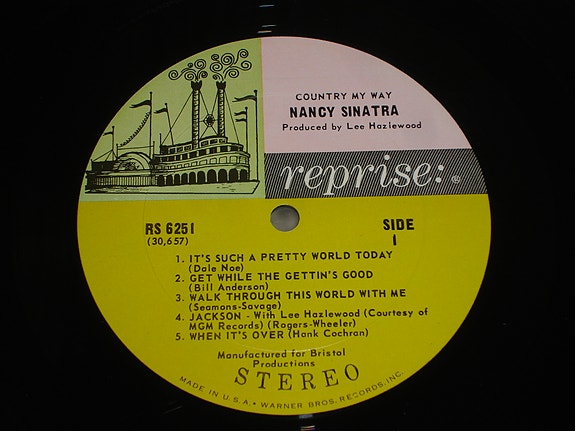 COUNTRY MY WAY
NANCY SINATRA
Produced by Lee Hazlewood
reprise:®
RS 6251
(30,657)
SIDE
1
1. IT'S SUCH A PRETTY WORLD TODAY
(Dale Noe)
2. GET WHILE THE GETTIN'S GOOD
(Bill Anderson)
3. WALK THROUGH THIS WORLD WITH ME
(Seamons-Savage)
4. JACKSON - With Lee Hazlewood (Courtesy of
MGM Records) (Rogers-Wheeler)
5. WHEN IT'S OVER (Hank Cochran)
Manufactured for Bristol
Productions
STEREO
MADE IN U.S.A. • WARNER BROS. RECORDS, INC.